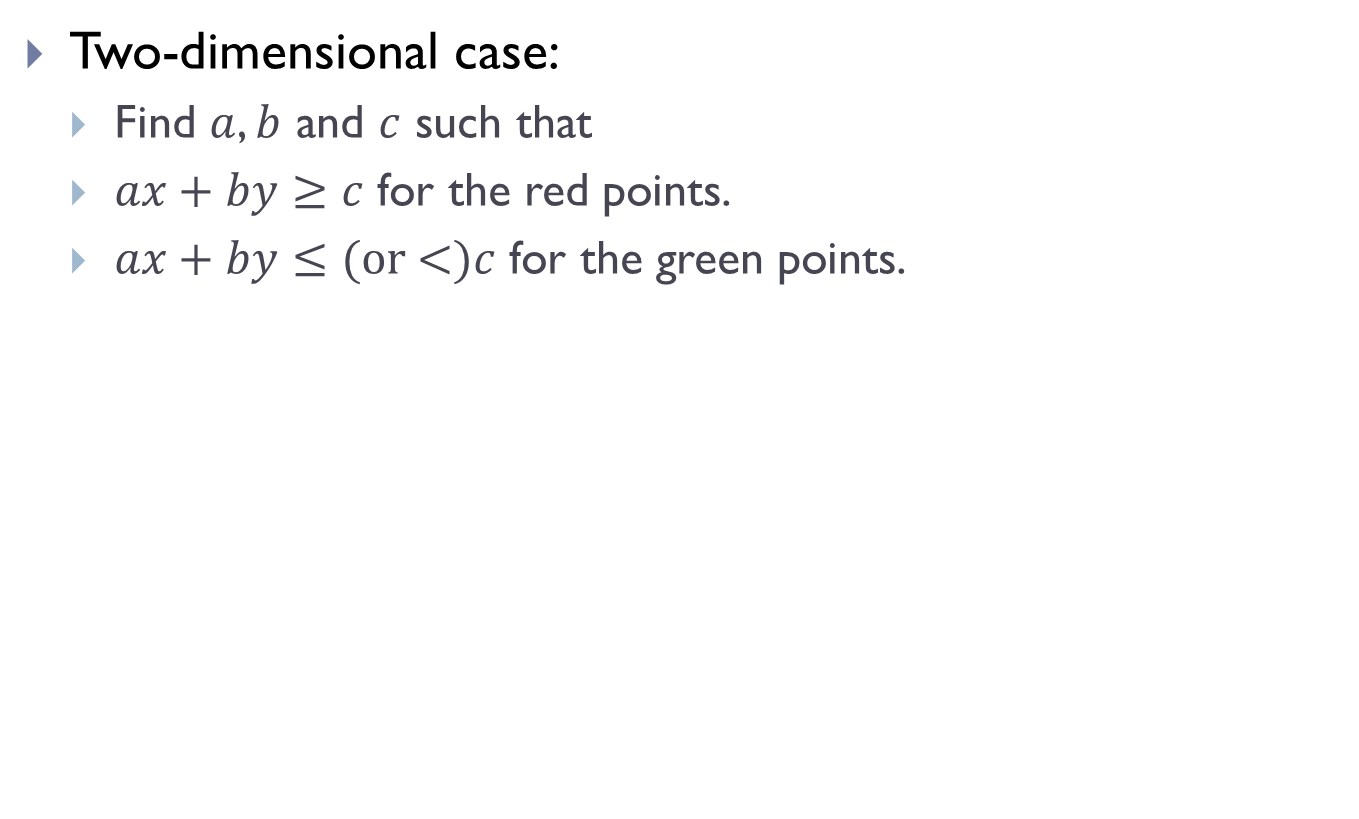 Two-dimensional case:
Find a, b and c such that
ax + by ≥ c for the red points.
ax + by ≤ (or <)c for the green points.